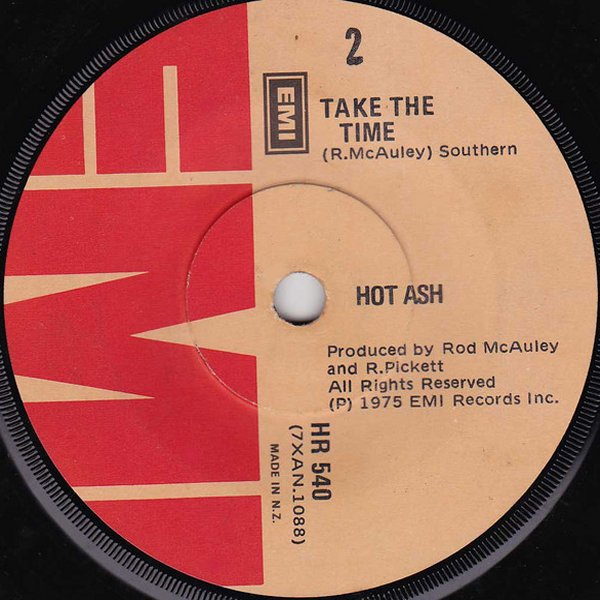 2
EMI
TAKE THE
TIME
(R.McAuley) Southern
HOT ASH
Produced by Rod McAuley
and R.Pickett
All Rights Reserved
(P) 1975 EMI Records Inc.
HR 540
(7XAN.1088)
MADE IN N.Z.
EMI